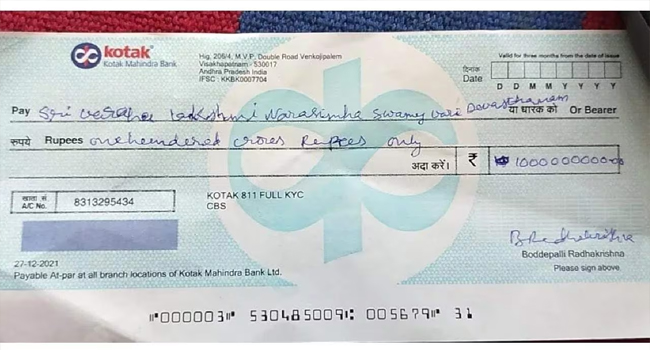 kotak
Kotak Mahindra Bank
Hig, 205/4, M.V.P, Double Road Venkojipalem
Visakhapatnam - 530017
Andhra Pradesh India
IFSC : KKBK0007704
Valid for three months from the date of issue
दिनांक
Date
D D M M Y Y Y Y
Pay Sri Varaha Lakshmi Narasimha Swamy Vari Devasthanam या धारक को Or Bearer
रुपये Rupees one hundered crores Rupees only
अदा करें। ₹ 1000000000-00
खाता सं.
A/C No. 8313295434
KOTAK 811 FULL KYC
CBS
27-12-2021
Payable At-par at all branch locations of Kotak Mahindra Bank Ltd.
Boddepalli Radhakrishna
Please sign above
⑈000003⑈ 530485009⑆ 005679⑈ 31